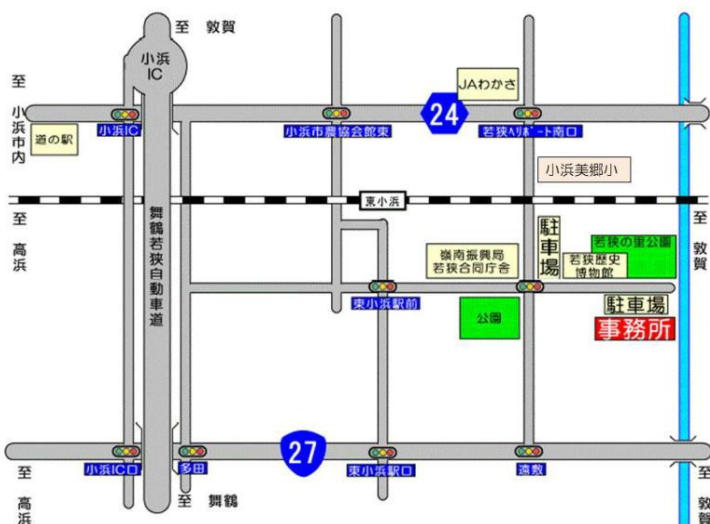 至 敦賀
小浜
IC
JAわかさ
至 小浜市内
道の駅
小浜IC
小浜市農協会館東
24
若狭ヘリポート南口
小浜美郷小
東小浜
至 高浜
舞鶴若狭自動車道
至 敦賀
嶺南振興局
若狭合同庁舎
駐車場
若狭の里公園
若狭歴史
博物館
東小浜駅前
公園
駐車場
事務所
小浜IC口
多田
27
東小浜駅口
遠敷
至 高浜
至 舞鶴
至 敦賀